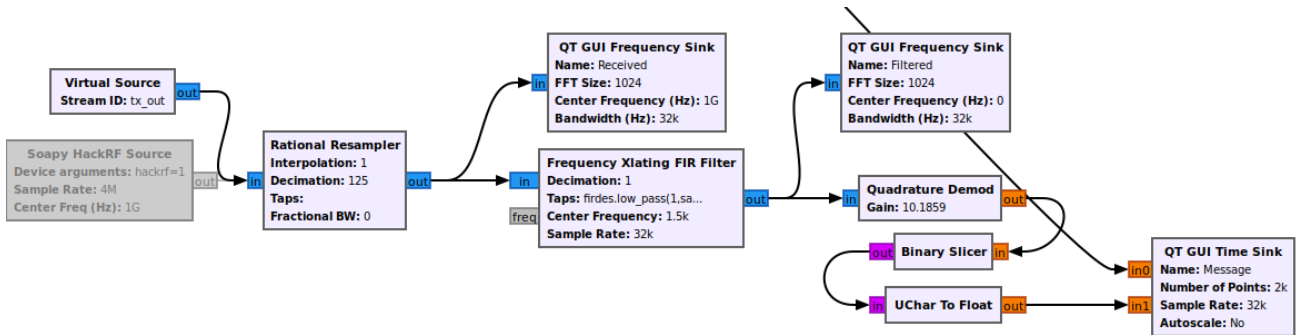 Virtual Source
Stream ID: tx_out
out
Soapy HackRF Source
Device arguments: hackrf=1
Sample Rate: 4M
Center Freq (Hz): 1G
out
in
Rational Resampler
Interpolation: 1
Decimation: 125
Taps:
Fractional BW: 0
out
in
QT GUI Frequency Sink
Name: Received
FFT Size: 1024
Center Frequency (Hz): 1G
Bandwidth (Hz): 32k
in
freq
Frequency Xlating FIR Filter
Decimation: 1
Taps: firdes.low_pass(1,sa...
Center Frequency: 1.5k
Sample Rate: 32k
out
in
QT GUI Frequency Sink
Name: Filtered
FFT Size: 1024
Center Frequency (Hz): 0
Bandwidth (Hz): 32k
in
Quadrature Demod
Gain: 10.1859
out
out
Binary Slicer
in
in
UChar To Float
out
in0
in1
QT GUI Time Sink
Name: Message
Number of Points: 2k
Sample Rate: 32k
Autoscale: No